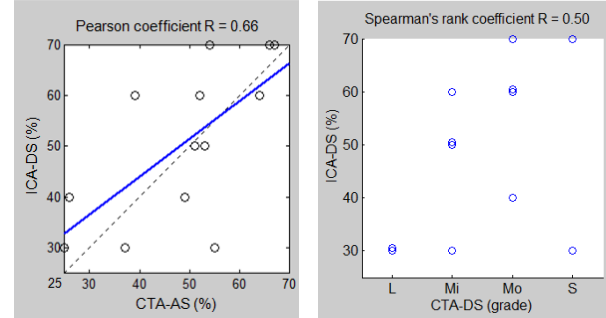 Pearson coefficient R = 0.66
70
60
50
40
30
25
30 40 50 60 70
CTA-AS (%)
ICA-DS (%)
Spearman's rank coefficient R = 0.50
70
60
50
40
30
L Mi Mo S
CTA-DS (grade)
ICA-DS (%)